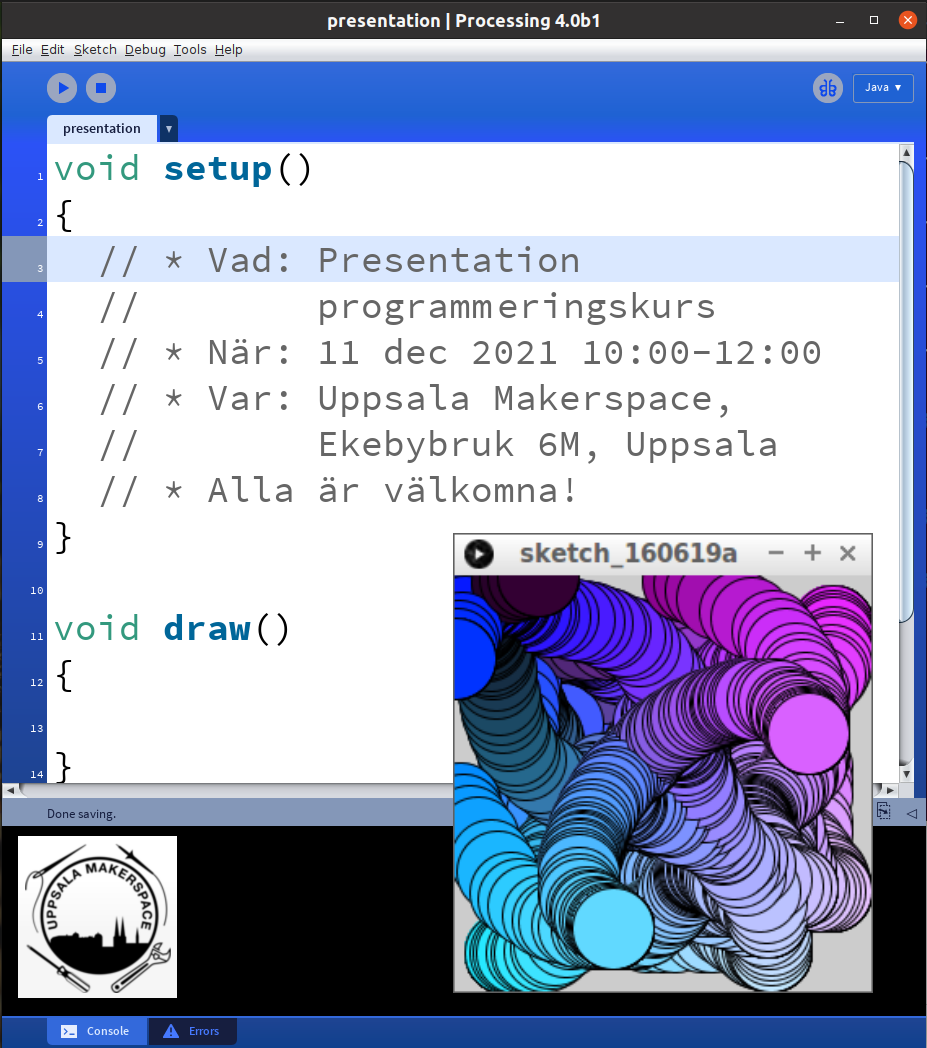 presentation | Processing 4.0b1
File Edit Sketch Debug Tools Help
Java ▼
presentation ▼
1 void setup()
2 {
3 // * Vad: Presentation
4 // programmeringskurs
5 // * När: 11 dec 2021 10:00-12:00
6 // * Var: Uppsala Makerspace,
7 // Ekebybruk 6M, Uppsala
8 // * Alla är välkomna!
9 }
10
11 void draw()
12 {
13
14 }
sketch_160619a
Done saving.
UPPSALA MAKERSPACE
Console Errors